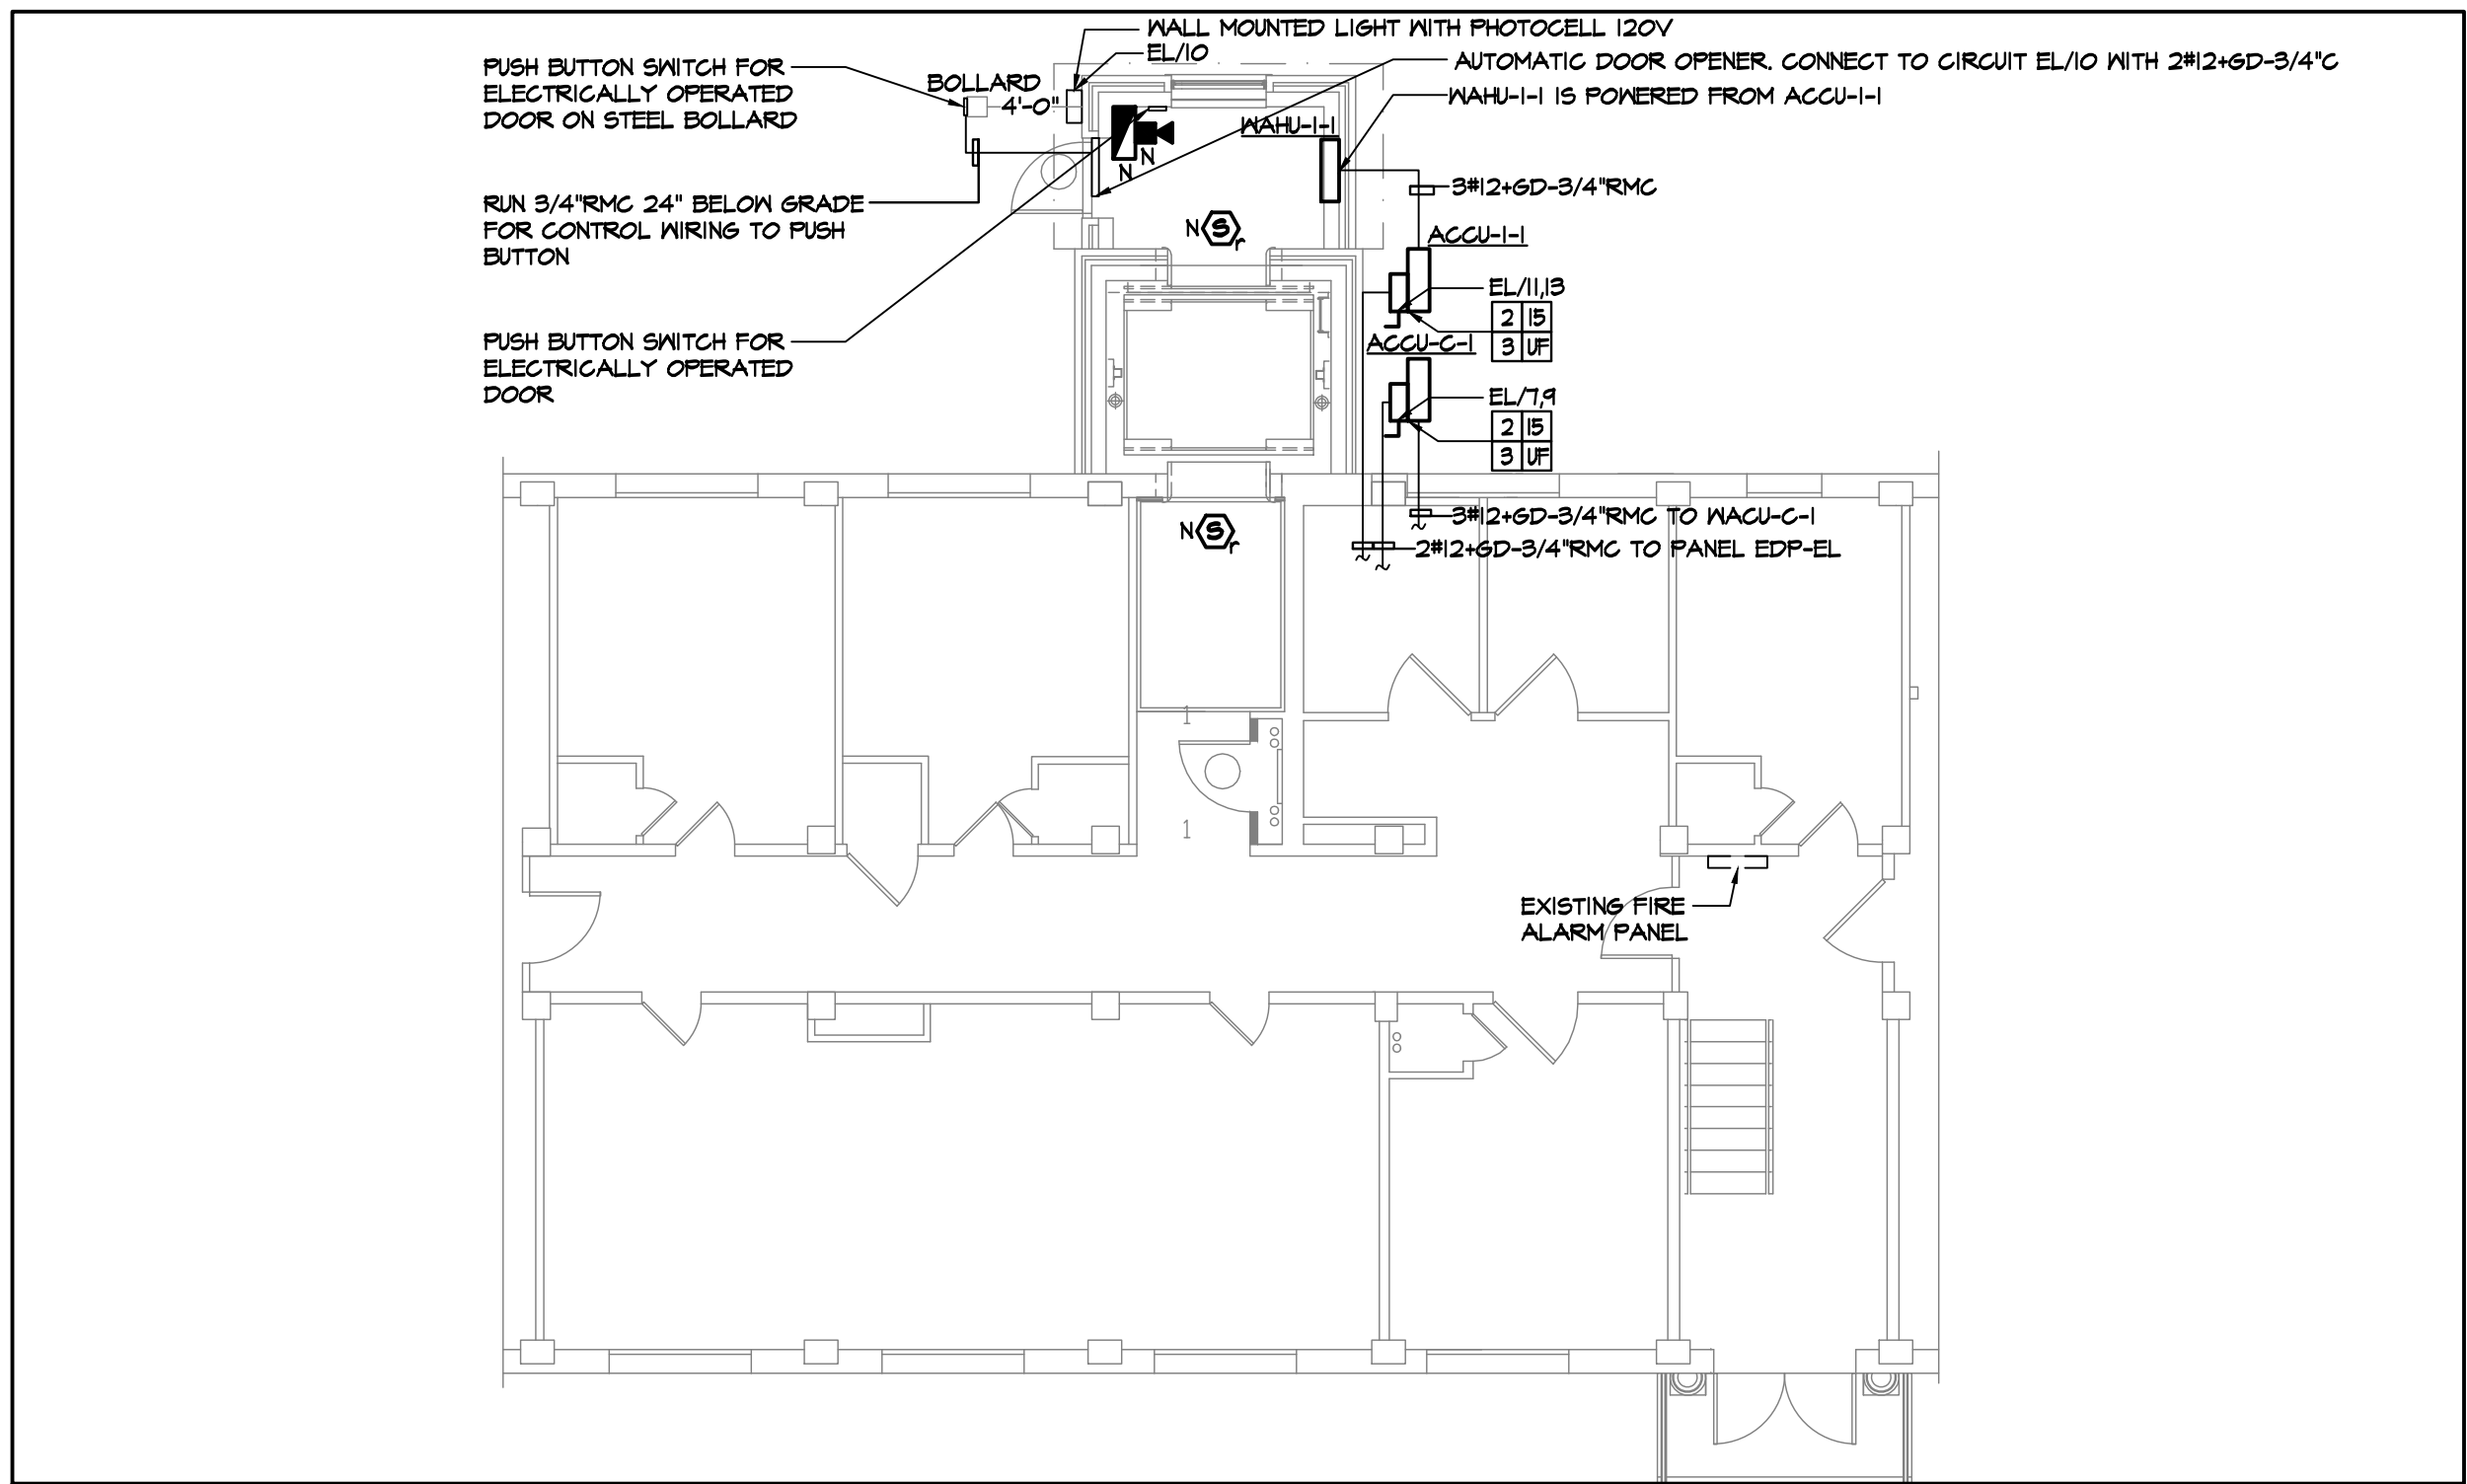 WALL MOUNTED LIGHT WITH PHOTOCELL 120V
EL/10
AUTOMATIC DOOR OPENER. CONNECT TO CIRCUIT EL/10 WITH 2#12+GD-3/4"C
WAHU-1-1 IS POWERED FROM ACCU-1-1
PUSH BUTTON SWITCH FOR
ELECTRICALLY OPERATED
DOOR ON STEEL BOLLARD
BOLLARD
4'-0"
WAHU-1-1
N
N
RUN 3/4"RMC 24" BELOW GRADE
FOR CONTROL WIRING TO PUSH
BUTTON
3#12+GD-3/4"RMC
N S r
ACCU-1-1
EL/11,13
2 15
3 UF
PUSH BUTTON SWITCH FOR
ELECTRICALLY OPERATED
DOOR
ACCU-C-1
EL/7,9
2 15
3 UF
3#12+GD-3/4"RMC TO WACU-C-1
N S r
2#12+GD-3/4"RMC TO PANEL EDP-EL
1
1
EXISTING FIRE
ALARM PANEL